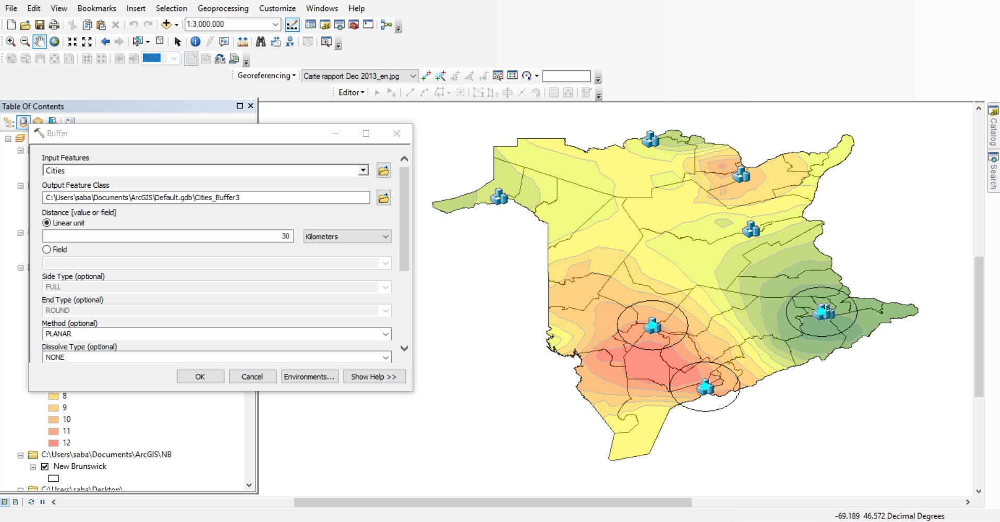 File Edit View Bookmarks Insert Selection Geoprocessing Customize Windows Help
1:3,000,000
100%
Georeferencing Carte rapport Dec 2013_en.jpg
Editor
Table Of Contents
Buffer
Input Features
Cities
Output Feature Class
C:\Users\saba\Documents\ArcGIS\Default.gdb\Cities_Buffer3
Distance [value or field]
Linear unit
30 Kilometers
Field
Side Type (optional)
FULL
End Type (optional)
ROUND
Method (optional)
PLANAR
Dissolve Type (optional)
NONE
OK Cancel Environments... Show Help >>
8
9
10
11
12
C:\Users\saba\Documents\ArcGIS\NB
New Brunswick
C:\Users\saba\Desktop\
Catalog
Search
-69.189 46.572 Decimal Degrees